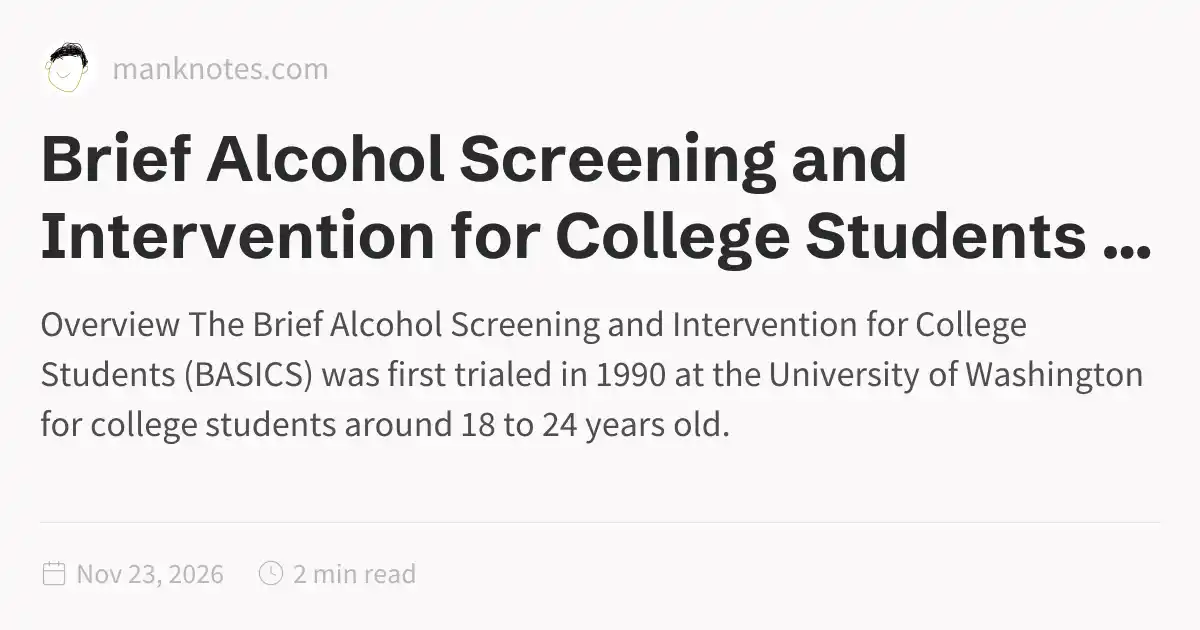 manknotes.com
Brief Alcohol Screening and
Intervention for College Students ...
Overview The Brief Alcohol Screening and Intervention for College
Students (BASICS) was first trialed in 1990 at the University of Washington
for college students around 18 to 24 years old.
Nov 23, 2026 2 min read